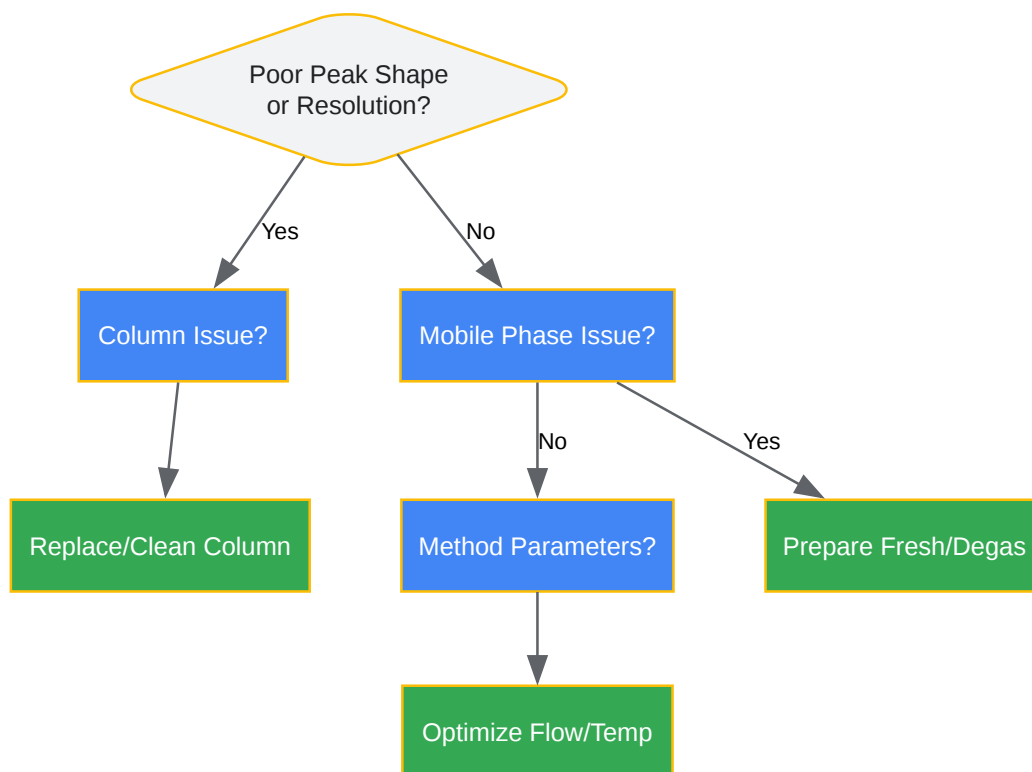 Poor Peak Shape
or Resolution?
Yes
No
Column Issue?
Mobile Phase Issue?
No
Yes
Replace/Clean Column
Method Parameters?
Prepare Fresh/Degas
Optimize Flow/Temp